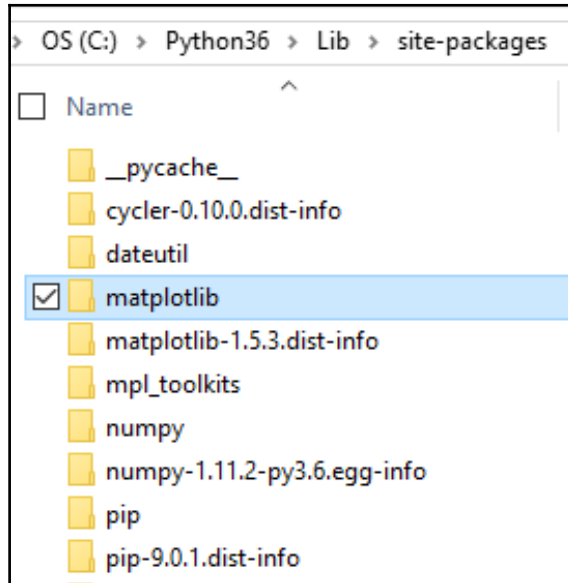 > OS (C:) > Python36 > Lib > site-packages
Name
__pycache__
cycler-0.10.0.dist-info
dateutil
matplotlib
matplotlib-1.5.3.dist-info
mpl_toolkits
numpy
numpy-1.11.2-py3.6.egg-info
pip
pip-9.0.1.dist-info